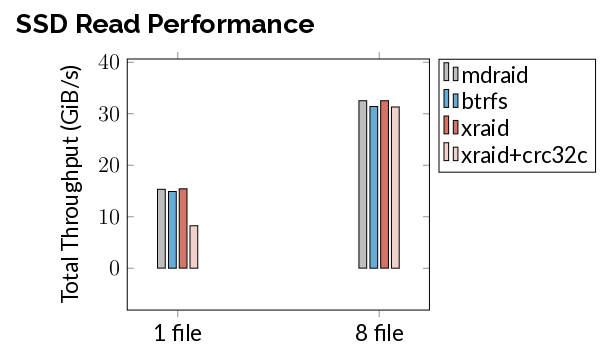 SSD Read Performance
Total Throughput (GiB/s)
40
30
20
10
0
1 file
8 file
mdraid
btrfs
xraid
xraid+crc32c